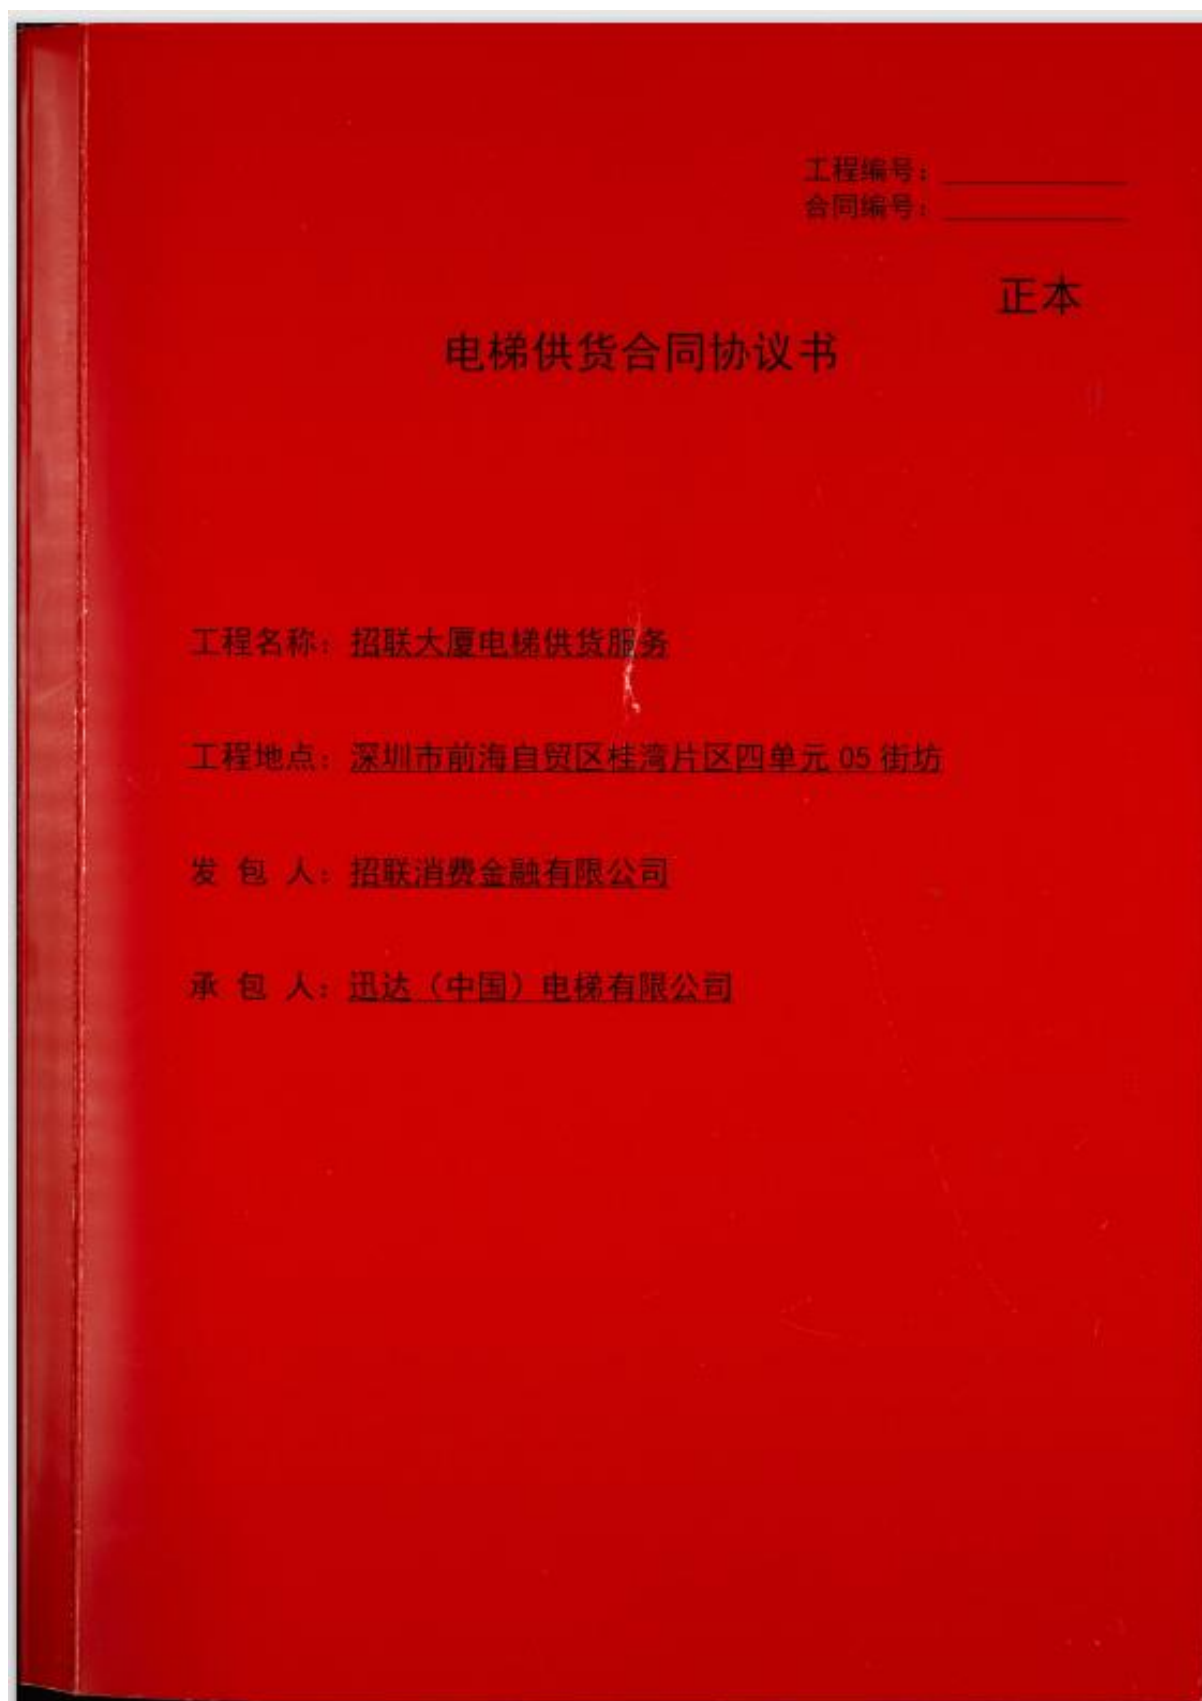 工程编号：
合同编号：
正本
电梯供货合同协议书
工程名称：招联大厦电梯供货服务
工程地点：深圳市前海自贸区桂湾片区四单元 05 街坊
发 包 人：招联消费金融有限公司
承 包 人：迅达（中国）电梯有限公司